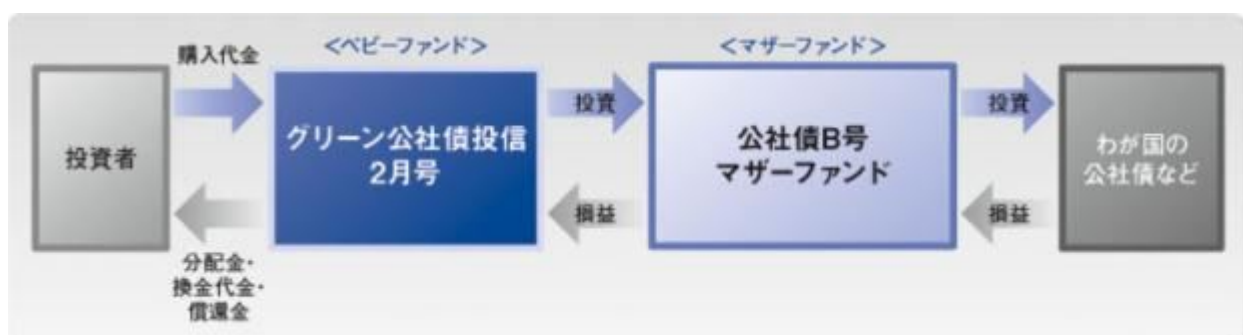 購入代金
<ベビーファンド>
<マザーファンド>
投資者
グリーン公社債投信
2月号
投資
公社債B号
マザーファンド
投資
わが国の
公社債など
損益
損益
分配金・
換金代金・
償還金